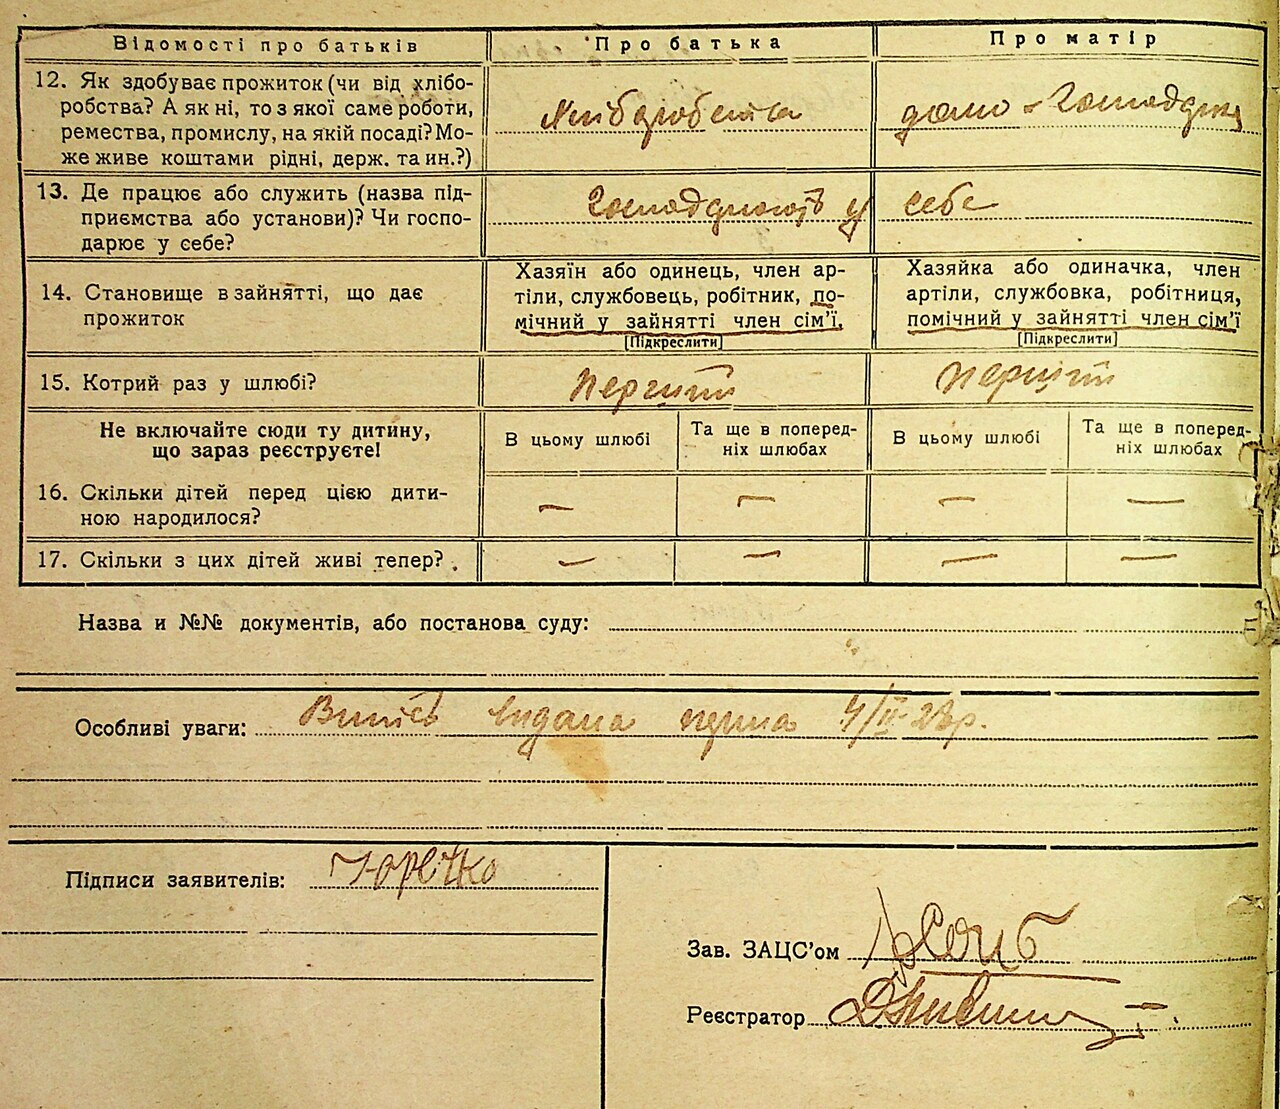 Відомості про батьків Про батька Про матір
12. Як здобуває прожиток (чи від хлібо-
робства? А як ні, то з якої саме роботи,
ремества, промислу, на якій посаді? Мо-
же живе коштами рідні, держ. та ин.?)
Хліборобства
домо-господарка
13. Де працює або служить (назва під-
приємства або установи)? Чи госпо-
дарює у себе?
Господарюють у себе
14. Становище в зайнятті, що дає
прожиток
Хазяїн або одинець, член ар-
тіли, службовець, робітник, по-
мічний у зайнятті член сім'ї.
[Підкреслити]
Хазяйка або одиначка, член
артіли, службовка, робітниця,
помічний у зайнятті член сім'ї
[Підкреслити]
15. Котрий раз у шлюбі?
Не включайте сюди ту дитину,
що зараз реєструєте!
В цьому шлюбі
Та ще в поперед-
ніх шлюбах
В цьому шлюбі
Та ще в поперед-
ніх шлюбах
16. Скільки дітей перед цією дити-
ною народилося?
— — — —
17. Скільки з цих дітей живі тепер?
— — — —
Назва и №№ документів, або постанова суду:
Особливі уваги: Випись видана перша
Підписи заявителів: Юречко
Зав. ЗАЦС'ом
Реєстратор